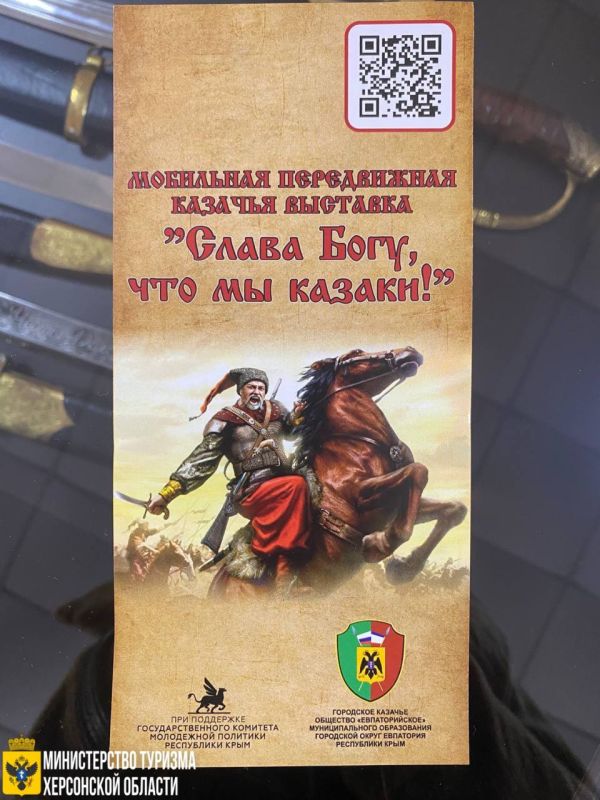 МОБИЛЬНАЯ ПЕРЕДВИЖНАЯ
КАЗАЧЬЯ ВЫСТАВКА
"Слава Богу,
что мы казаки!"
ПРИ ПОДДЕРЖКЕ
ГОСУДАРСТВЕННОГО КОМИТЕТА
МОЛОДЕЖНОЙ ПОЛИТИКИ
РЕСПУБЛИКИ КРЫМ
ГОРОДСКОЕ КАЗАЧЬЕ
ОБЩЕСТВО «ЕВПАТОРИЙСКОЕ»
МУНИЦИПАЛЬНОГО ОБРАЗОВАНИЯ
ГОРОДСКОЙ ОКРУГ ЕВПАТОРИЯ
РЕСПУБЛИКИ КРЫМ
МИНИСТЕРСТВО ТУРИЗМА
ХЕРСОНСКОЙ ОБЛАСТИ